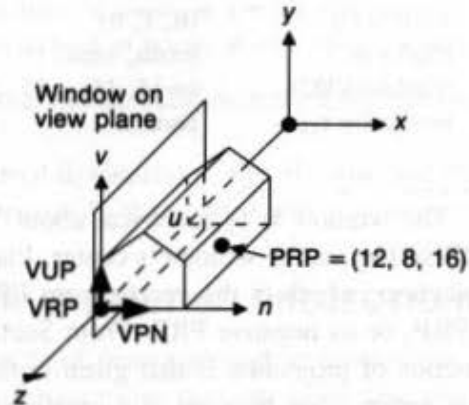 y
x
Window on
view plane
v
u
PRP = (12, 8, 16)
VUP
VRP
VPN
n
z